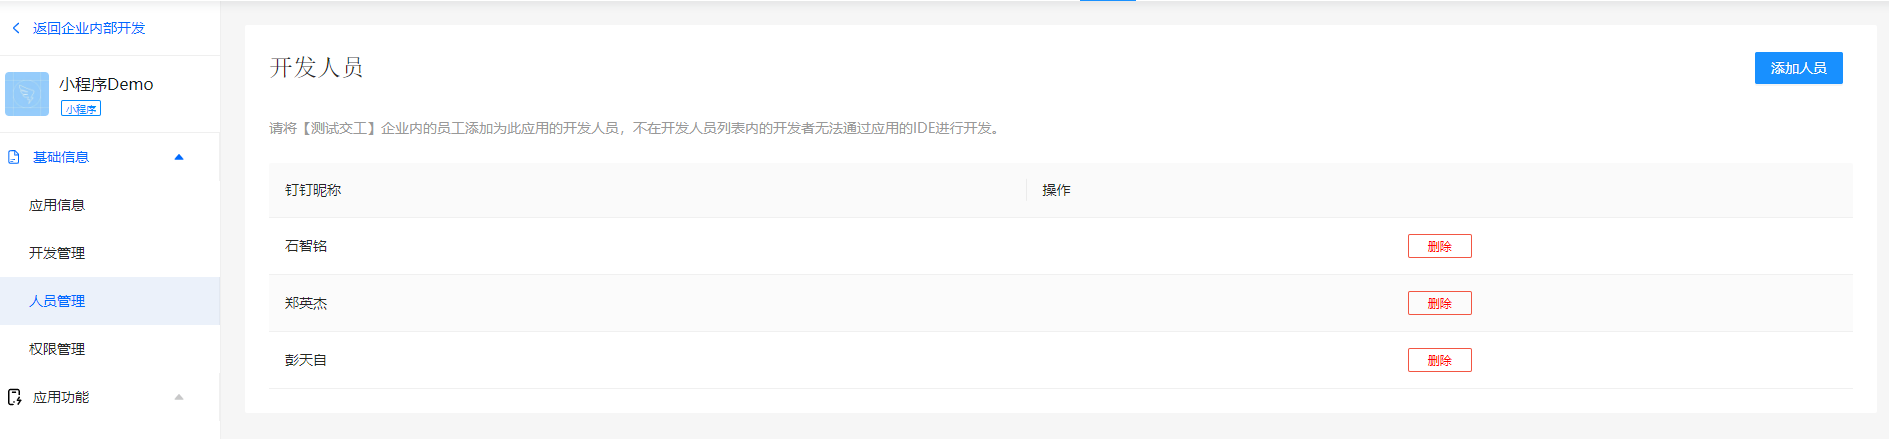 返回企业内部开发
小程序Demo
小程序
基础信息
应用信息
开发管理
人员管理
权限管理
应用功能
开发人员
添加人员
请将【测试交工】企业内的员工添加为此应用的开发人员，不在开发人员列表内的开发者无法通过应用的IDE进行开发。
钉钉昵称 操作
石智铭 删除
郑英杰 删除
彭天自 删除